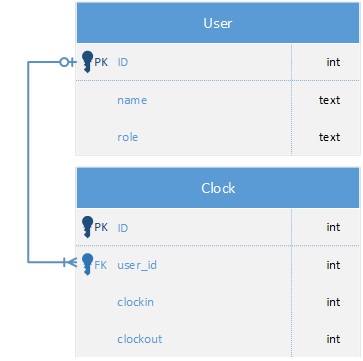 User
PK ID int
name text
role text
Clock
PK ID int
FK user_id int
clockin int
clockout int